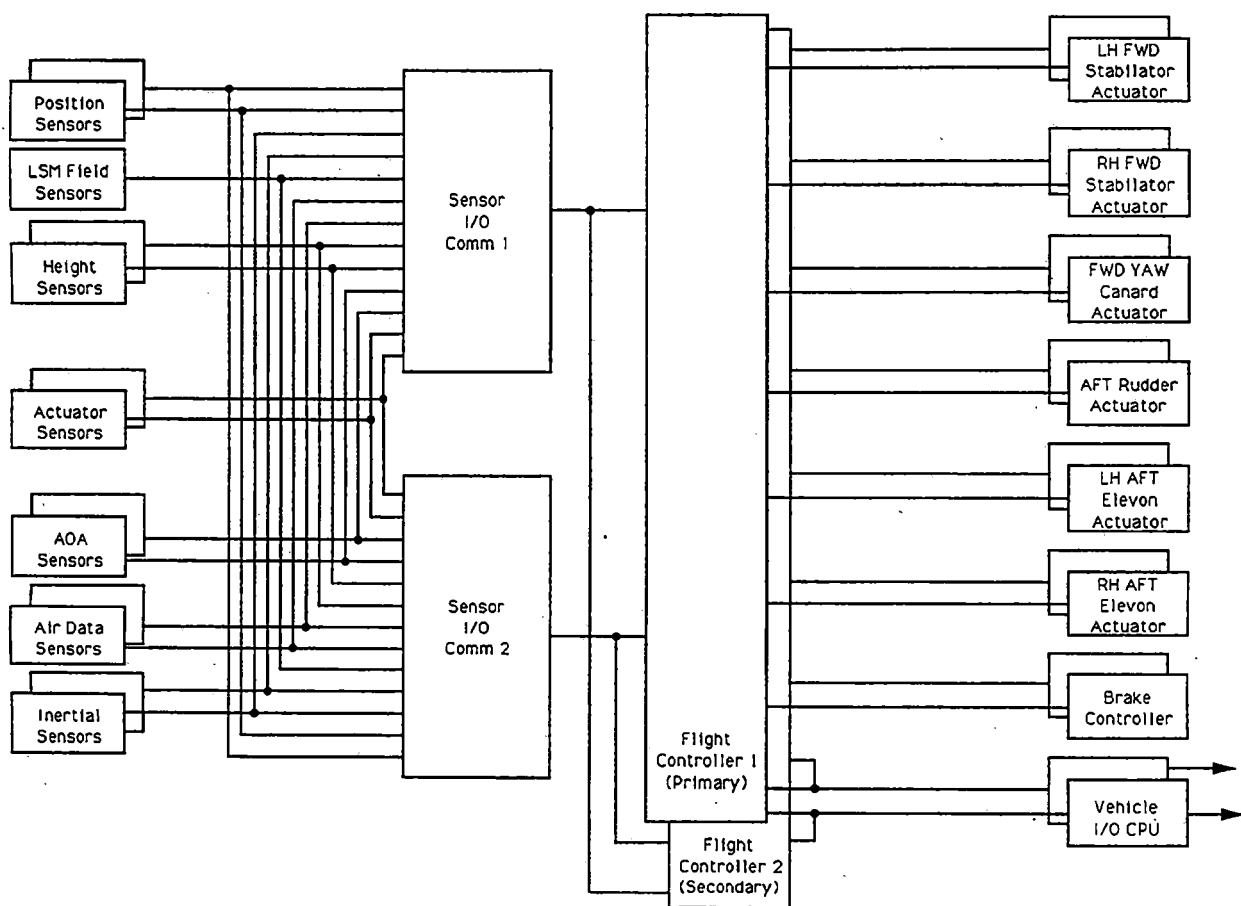 Position
Sensors
LSM Field
Sensors
Height
Sensors
Actuator
Sensors
AOA
Sensors
Air Data
Sensors
Inertial
Sensors
Sensor
I/O
Comm 1
Sensor
I/O
Comm 2
Flight
Controller 1
(Primary)
Flight
Controller 2
(Secondary)
LH FWD
Stabilator
Actuator
RH FWD
Stabilator
Actuator
FWD YAW
Canard
Actuator
AFT Rudder
Actuator
LH AFT
Elevon
Actuator
RH AFT
Elevon
Actuator
Brake
Controller
Vehicle
I/O CPU